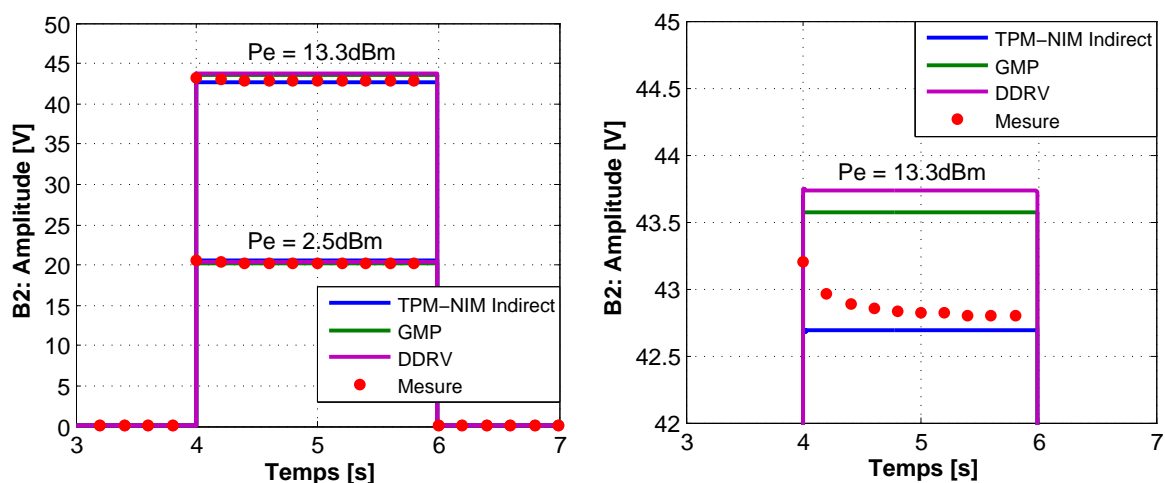 50
45
40
35
30
25
20
15
10
5
0
B2: Amplitude [V]
Pe = 13.3dBm
Pe = 2.5dBm
TPM−NIM Indirect
GMP
DDRV
Mesure
3
4
5
6
7
Temps [s]
45
44.5
44
43.5
43
42.5
42
B2: Amplitude [V]
TPM−NIM Indirect
GMP
DDRV
Mesure
Pe = 13.3dBm
3
4
5
6
7
Temps [s]